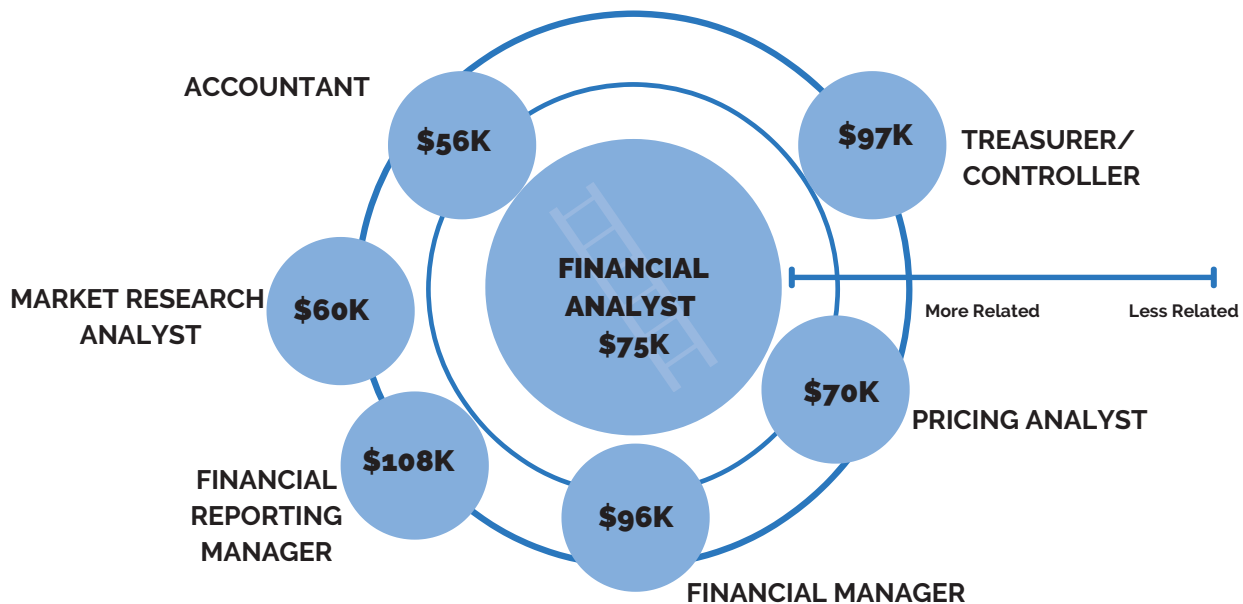 ACCOUNTANT
$56K
$97K
TREASURER/
CONTROLLER
FINANCIAL
ANALYST
$75K
MARKET RESEARCH
ANALYST
$60K
More Related
Less Related
$70K
PRICING ANALYST
$108K
FINANCIAL
REPORTING
MANAGER
$96K
FINANCIAL MANAGER